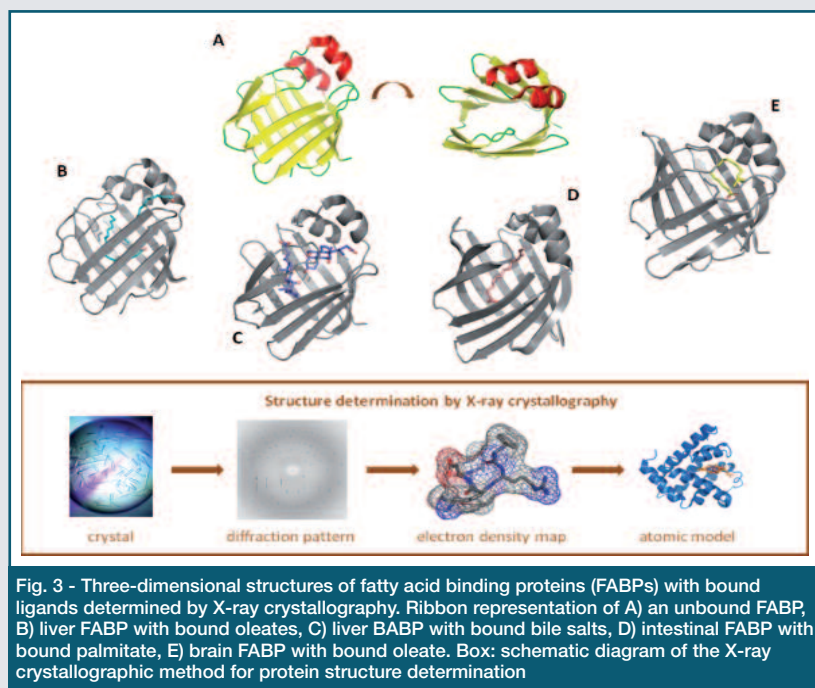 A
E
B
D
C
Structure determination by X-ray crystallography
crystal
diffraction pattern
electron density map
atomic model
Fig. 3 - Three-dimensional structures of fatty acid binding proteins (FABPs) with bound
ligands determined by X-ray crystallography. Ribbon representation of A) an unbound FABP,
B) liver FABP with bound oleates, C) liver BABP with bound bile salts, D) intestinal FABP with
bound palmitate, E) brain FABP with bound oleate. Box: schematic diagram of the X-ray
crystallographic method for protein structure determination